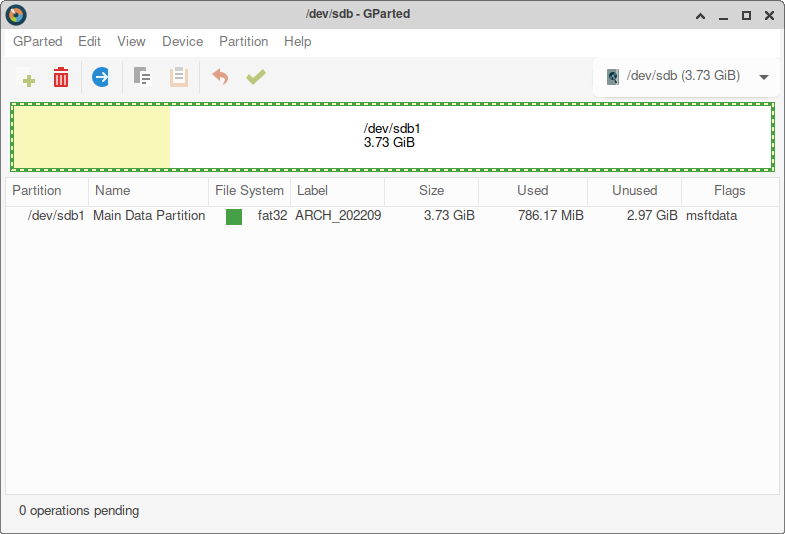 /dev/sdb - GParted
GParted Edit View Device Partition Help
/dev/sdb (3.73 GiB)
/dev/sdb1
3.73 GiB
Partition Name File System Label Size Used Unused Flags
/dev/sdb1 Main Data Partition fat32 ARCH_202209 3.73 GiB 786.17 MiB 2.97 GiB msftdata
0 operations pending